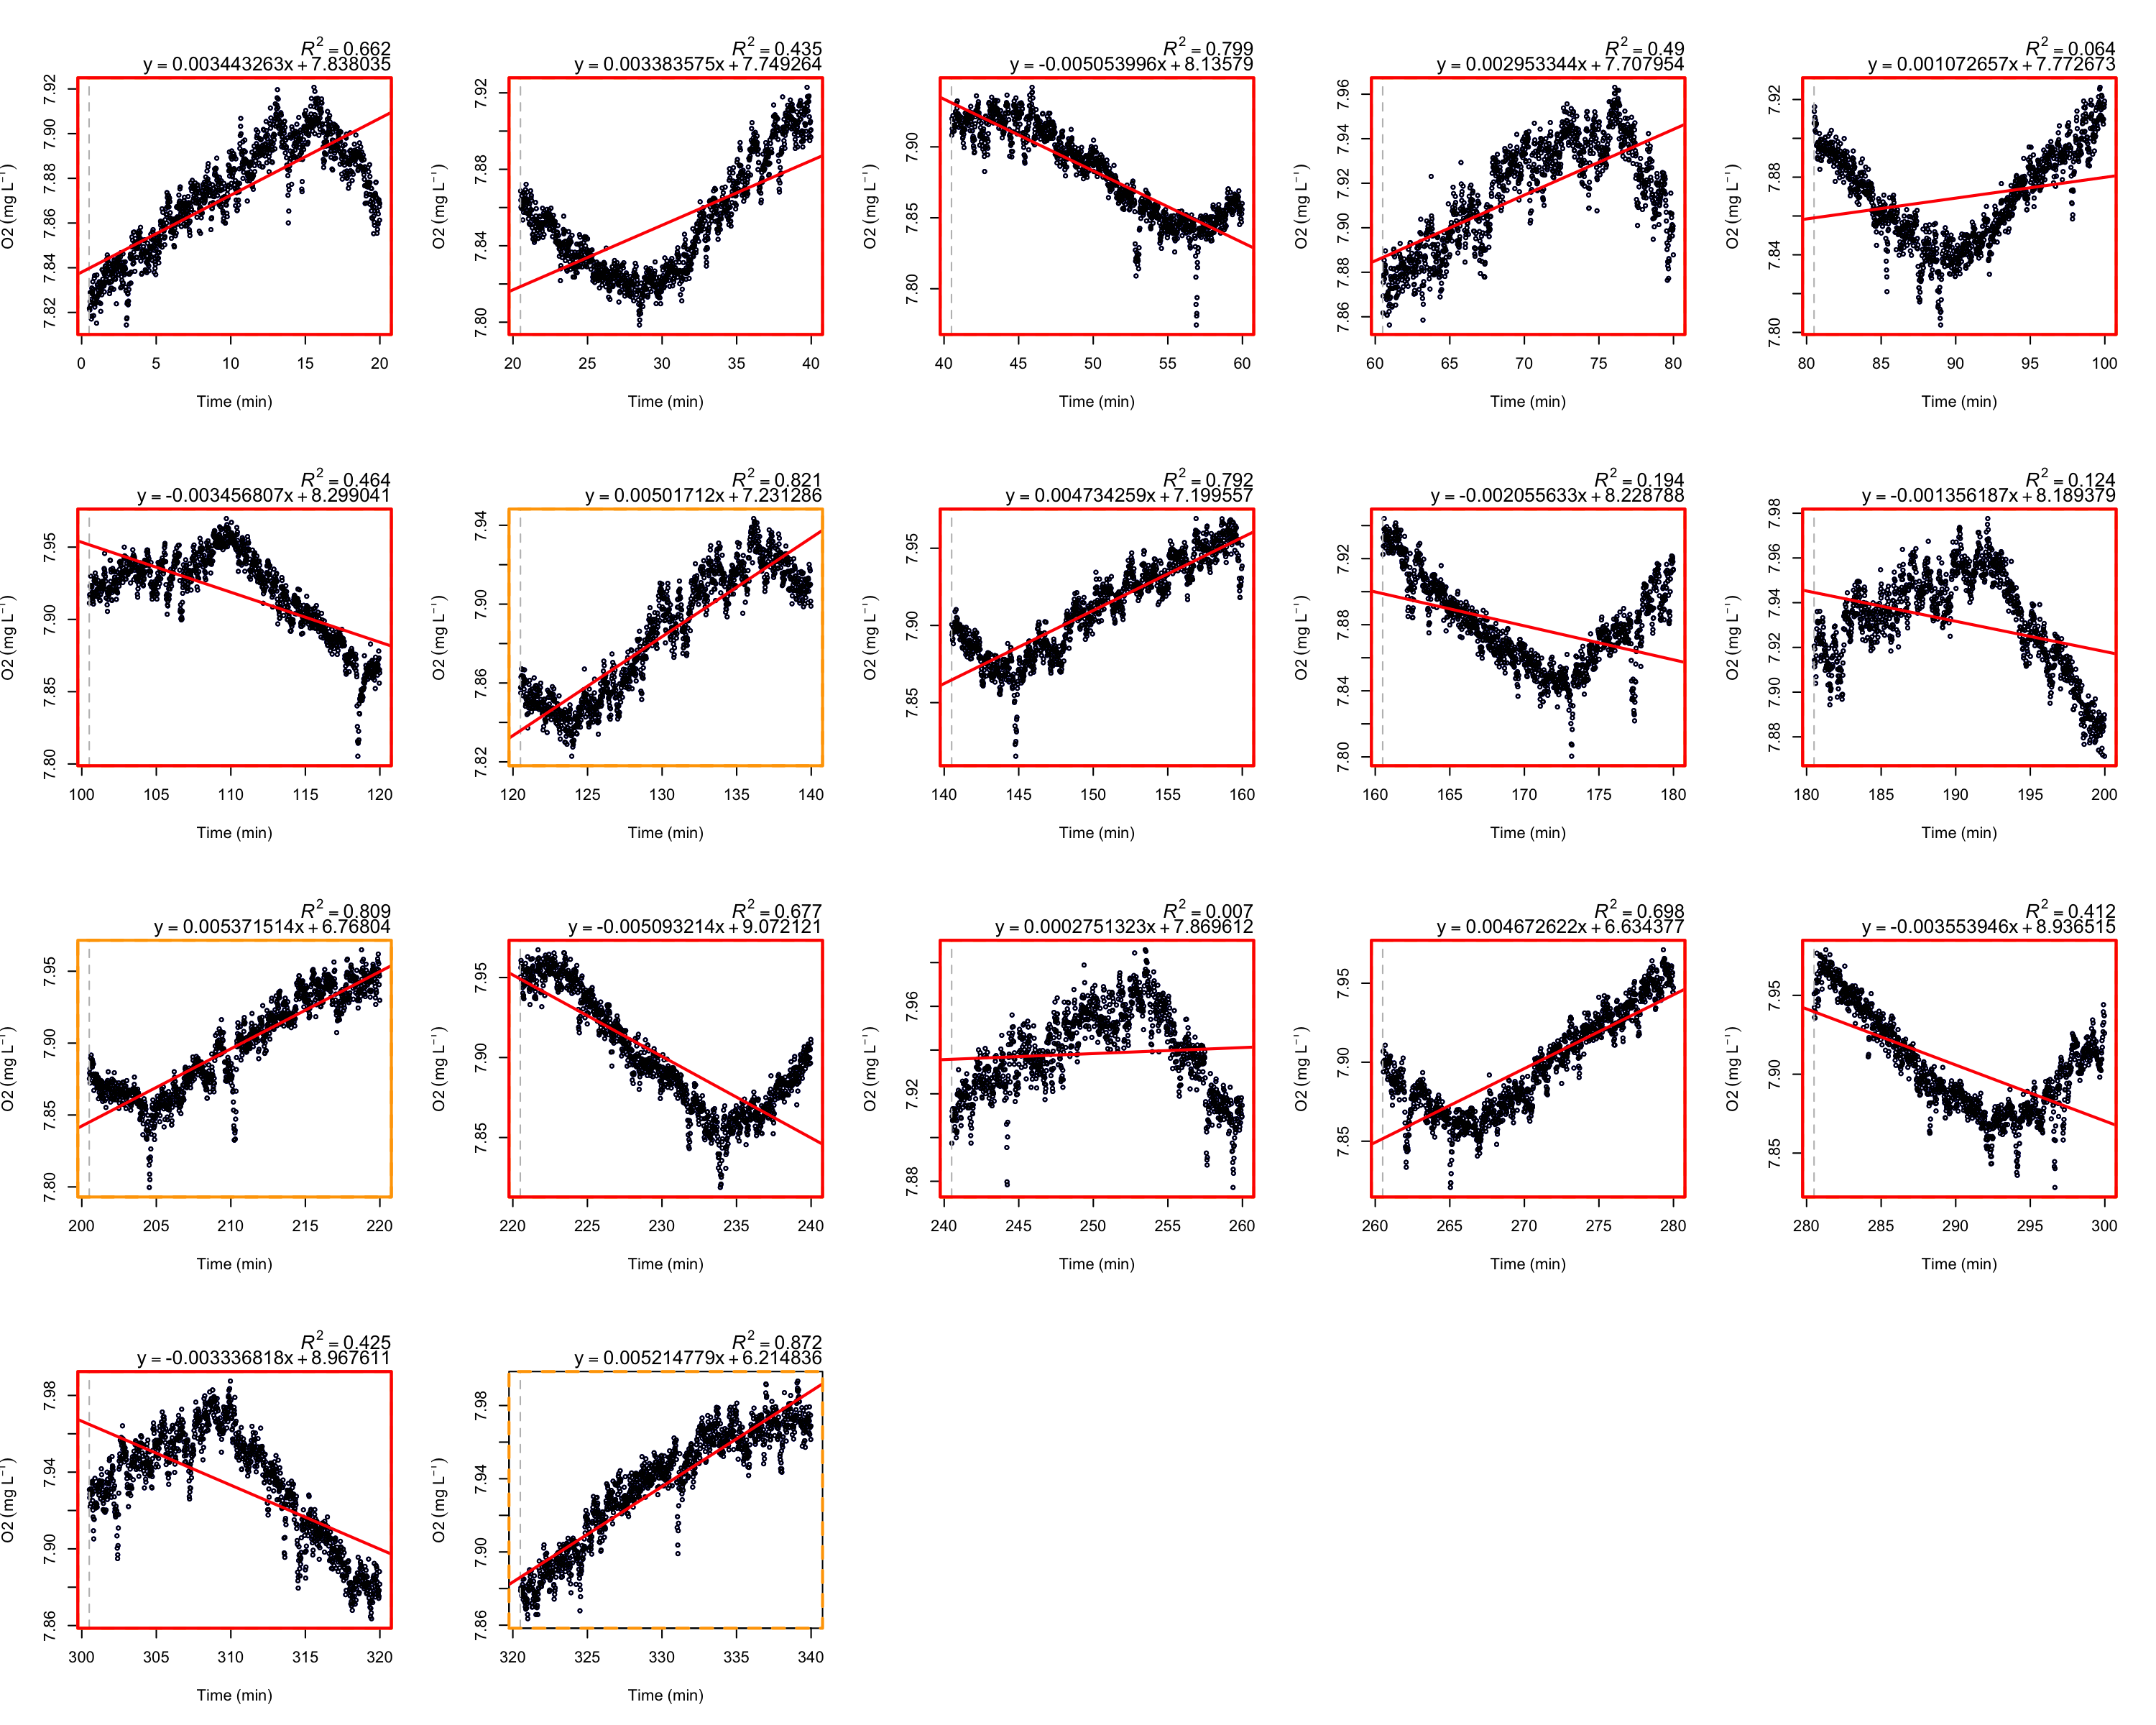 R² = 0.662
y = 0.003443263x + 7.838035
O2 (mg L⁻¹)
7.82 7.84 7.86 7.88 7.90 7.92
0 5 10 15 20
Time (min)
R² = 0.435
y = 0.003383575x + 7.749264
O2 (mg L⁻¹)
7.80 7.84 7.88 7.92
20 25 30 35 40
Time (min)
R² = 0.799
y = -0.005053996x + 8.13579
O2 (mg L⁻¹)
7.80 7.85 7.90
40 45 50 55 60
Time (min)
R² = 0.49
y = 0.002953344x + 7.707954
O2 (mg L⁻¹)
7.86 7.88 7.90 7.92 7.94 7.96
60 65 70 75 80
Time (min)
R² = 0.064
y = 0.001072657x + 7.772673
O2 (mg L⁻¹)
7.80 7.84 7.88 7.92
80 85 90 95 100
Time (min)
R² = 0.464
y = -0.003456807x + 8.299041
O2 (mg L⁻¹)
7.80 7.85 7.90 7.95
100 105 110 115 120
Time (min)
R² = 0.821
y = 0.00501712x + 7.231286
O2 (mg L⁻¹)
7.82 7.86 7.90 7.94
120 125 130 135 140
Time (min)
R² = 0.792
y = 0.004734259x + 7.199557
O2 (mg L⁻¹)
7.85 7.90 7.95
140 145 150 155 160
Time (min)
R² = 0.194
y = -0.002055633x + 8.228788
O2 (mg L⁻¹)
7.80 7.84 7.88 7.92
160 165 170 175 180
Time (min)
R² = 0.124
y = -0.001356187x + 8.189379
O2 (mg L⁻¹)
7.88 7.90 7.92 7.94 7.96 7.98
180 185 190 195 200
Time (min)
R² = 0.809
y = 0.005371514x + 6.76804
O2 (mg L⁻¹)
7.80 7.85 7.90 7.95
200 205 210 215 220
Time (min)
R² = 0.677
y = -0.005093214x + 9.072121
O2 (mg L⁻¹)
7.85 7.90 7.95
220 225 230 235 240
Time (min)
R² = 0.007
y = 0.0002751323x + 7.869612
O2 (mg L⁻¹)
7.88 7.92 7.96
240 245 250 255 260
Time (min)
R² = 0.698
y = 0.004672622x + 6.634377
O2 (mg L⁻¹)
7.85 7.90 7.95
260 265 270 275 280
Time (min)
R² = 0.412
y = -0.003553946x + 8.936515
O2 (mg L⁻¹)
7.85 7.90 7.95
280 285 290 295 300
Time (min)
R² = 0.425
y = -0.003336818x + 8.967611
O2 (mg L⁻¹)
7.86 7.90 7.94 7.98
300 305 310 315 320
Time (min)
R² = 0.872
y = 0.005214779x + 6.214836
O2 (mg L⁻¹)
7.86 7.90 7.94 7.98
320 325 330 335 340
Time (min)